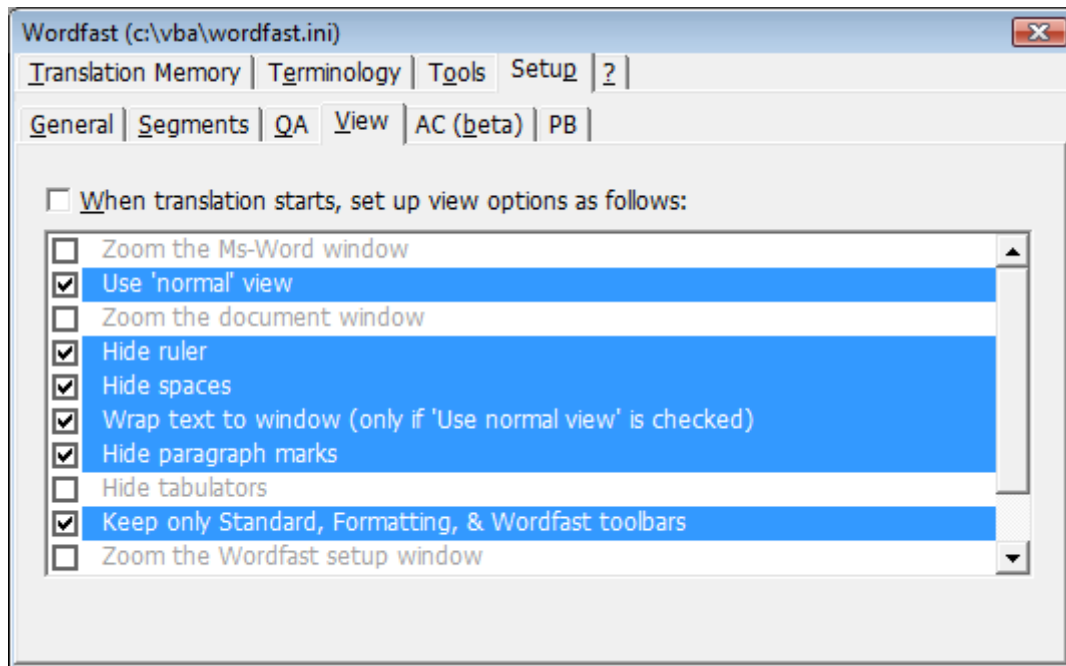 Wordfast (c:\vba\wordfast.ini)
Translation Memory Terminology Tools Setup ?
General Segments QA View AC (beta) PB
When translation starts, set up view options as follows:
Zoom the Ms-Word window
Use 'normal' view
Zoom the document window
Hide ruler
Hide spaces
Wrap text to window (only if 'Use normal view' is checked)
Hide paragraph marks
Hide tabulators
Keep only Standard, Formatting, & Wordfast toolbars
Zoom the Wordfast setup window